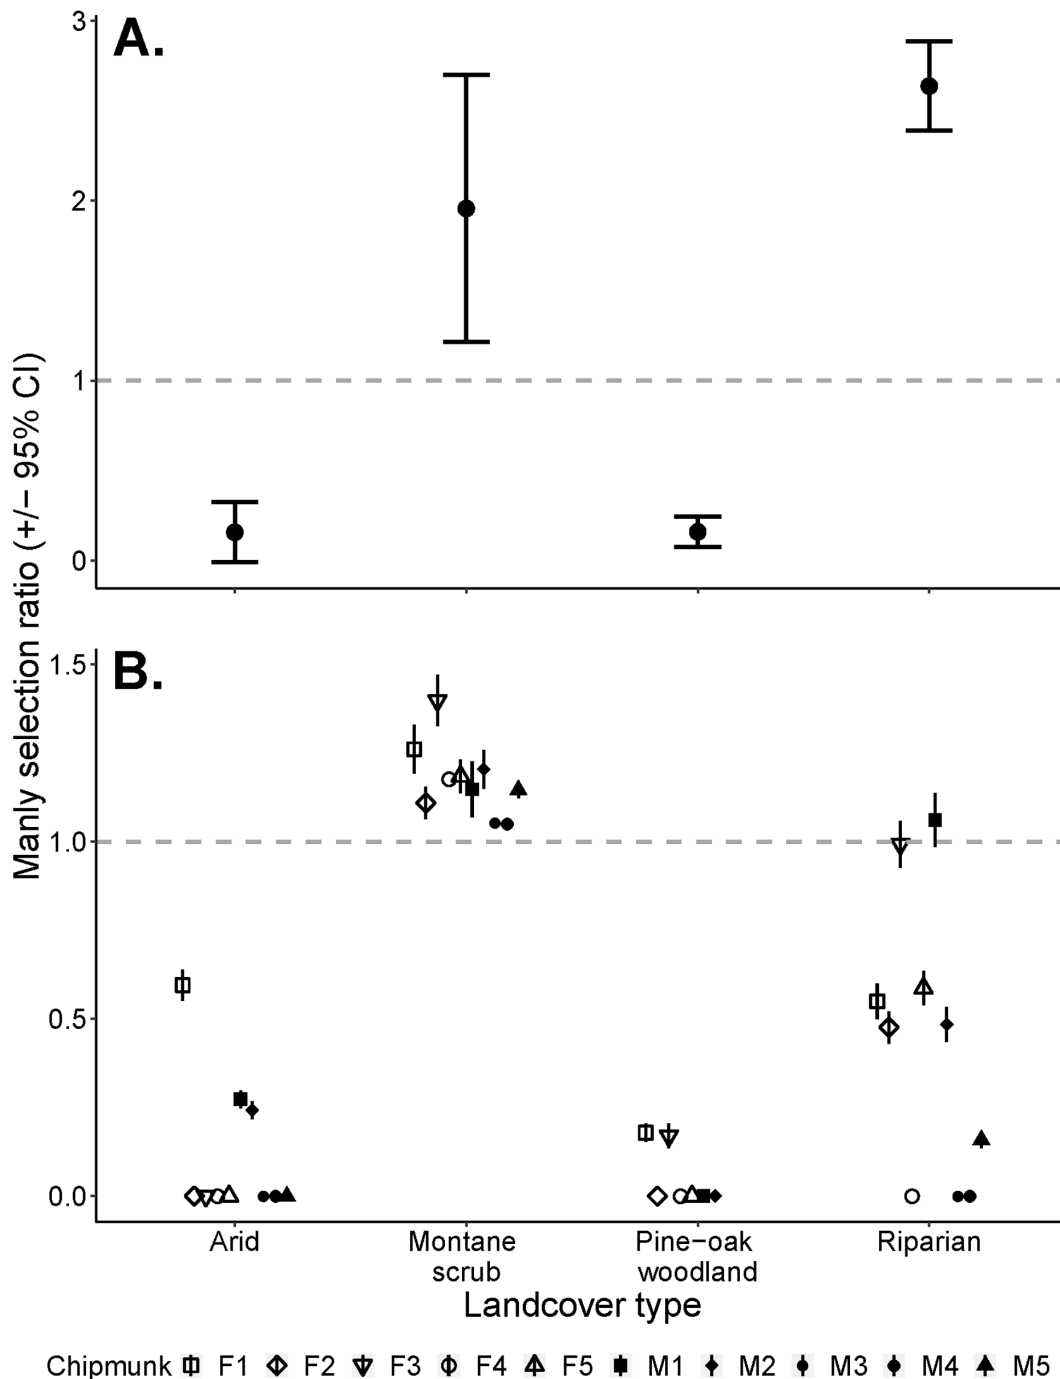 A.
3
2
1
0
Manly selection ratio (+/− 95% CI)
B.
1.5
1.0
0.5
0.0
Arid
Montane
scrub
Pine−oak
woodland
Riparian
Landcover type
Chipmunk F1 F2 F3 F4 F5 M1 M2 M3 M4 M5